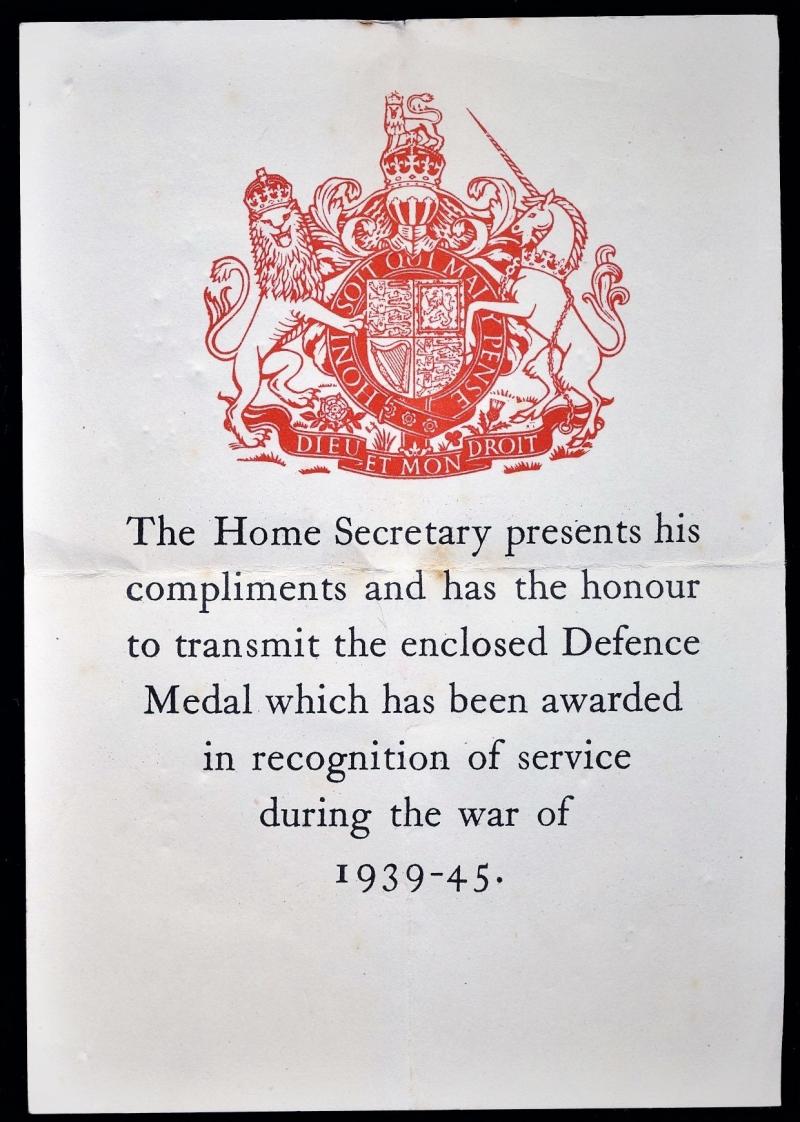 HONI SOIT QUI MAL Y PENSE
DIEU ET MON DROIT
The Home Secretary presents his
compliments and has the honour
to transmit the enclosed Defence
Medal which has been awarded
in recognition of service
during the war of
1939-45.